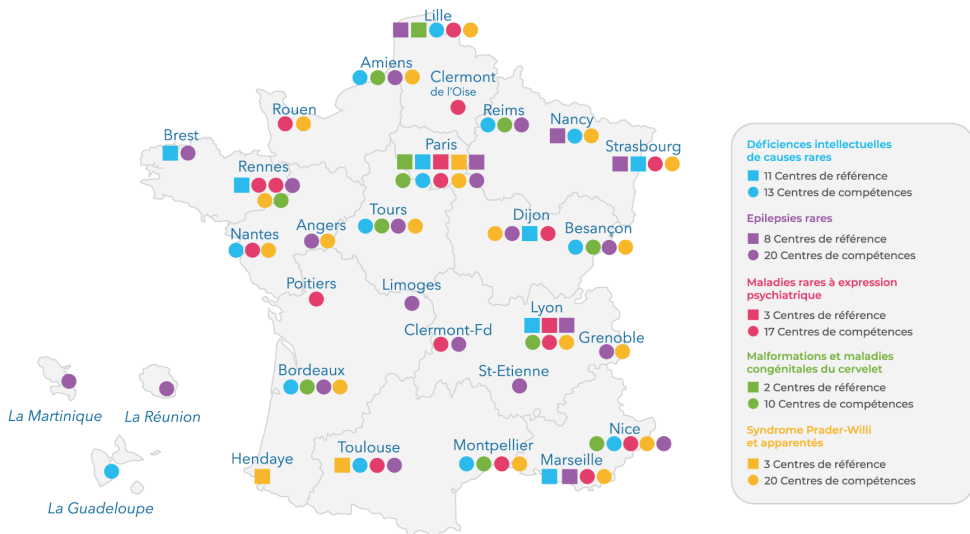 Lille
Amiens
Clermont
de l'Oise
Rouen
Reims
Nancy
Brest
Paris
Strasbourg
Rennes
Tours
Dijon
Angers
Besançon
Nantes
Poitiers
Limoges
Lyon
Clermont-Fd
Grenoble
Bordeaux
St-Etienne
La Martinique
La Réunion
Nice
Toulouse
Montpellier
Hendaye
Marseille
La Guadeloupe
Déficiences intellectuelles
de causes rares
11 Centres de référence
13 Centres de compétences
Epilepsies rares
8 Centres de référence
20 Centres de compétences
Maladies rares à expression
psychiatrique
3 Centres de référence
17 Centres de compétences
Malformations et maladies
congénitales du cervelet
2 Centres de référence
10 Centres de compétences
Syndrome Prader-Willi
et apparentés
3 Centres de référence
20 Centres de compétences